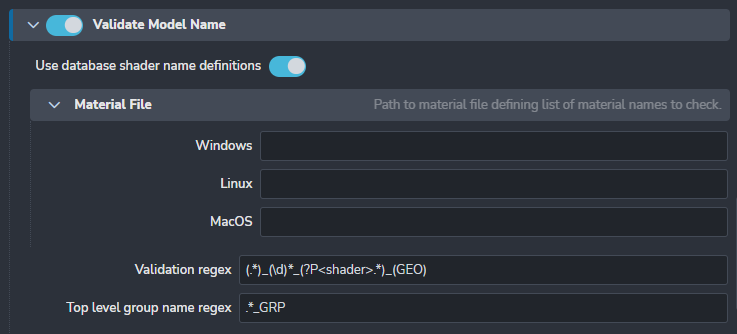 Validate Model Name
Use database shader name definitions
Material File Path to material file defining list of material names to check.
Windows
Linux
MacOS
Validation regex (.*)_(\d)*_(?P<shader>.*)_(GEO)
Top level group name regex .*_GRP